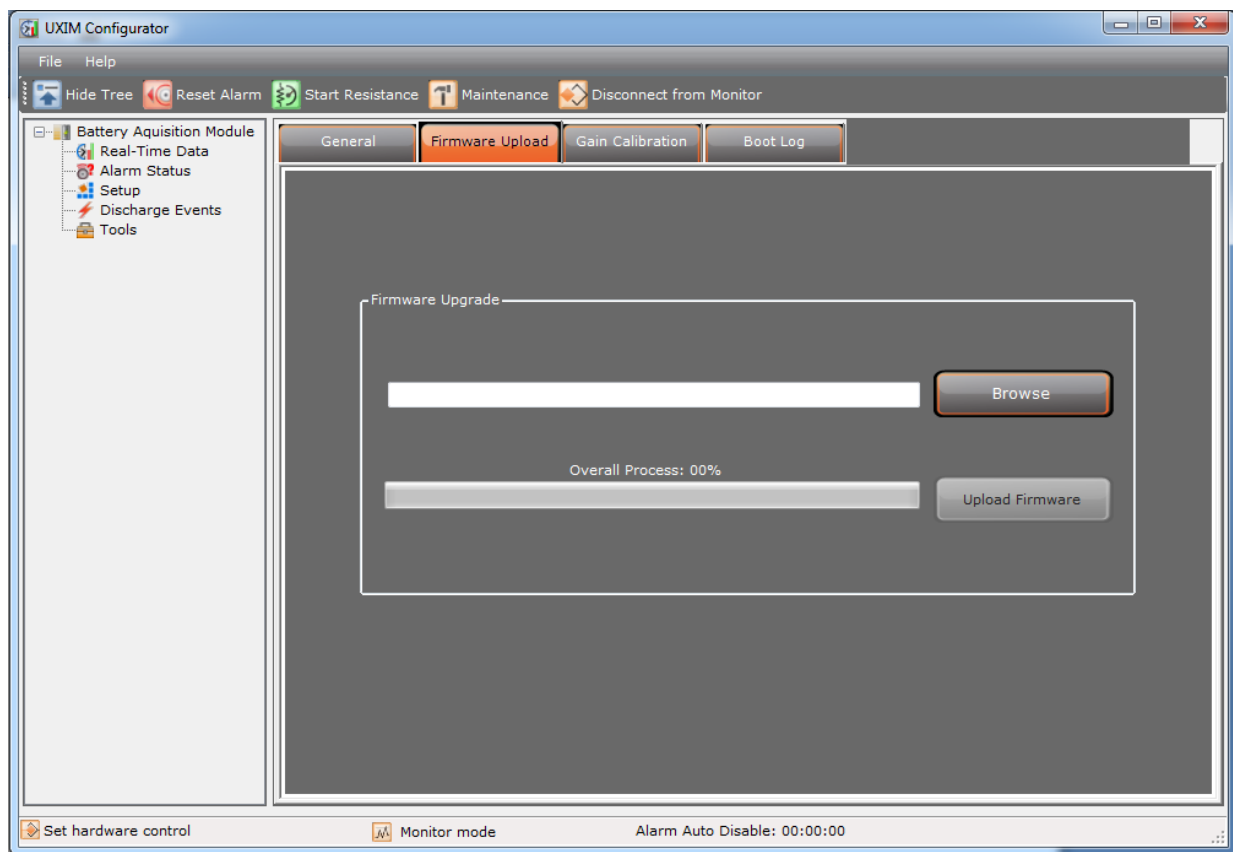 UXIM Configurator
File Help
Hide Tree Reset Alarm Start Resistance Maintenance Disconnect from Monitor
Battery Aquisition Module
Real-Time Data
Alarm Status
Setup
Discharge Events
Tools
General Firmware Upload Gain Calibration Boot Log
Firmware Upgrade
Browse
Overall Process: 00%
Upload Firmware
Set hardware control Monitor mode Alarm Auto Disable: 00:00:00